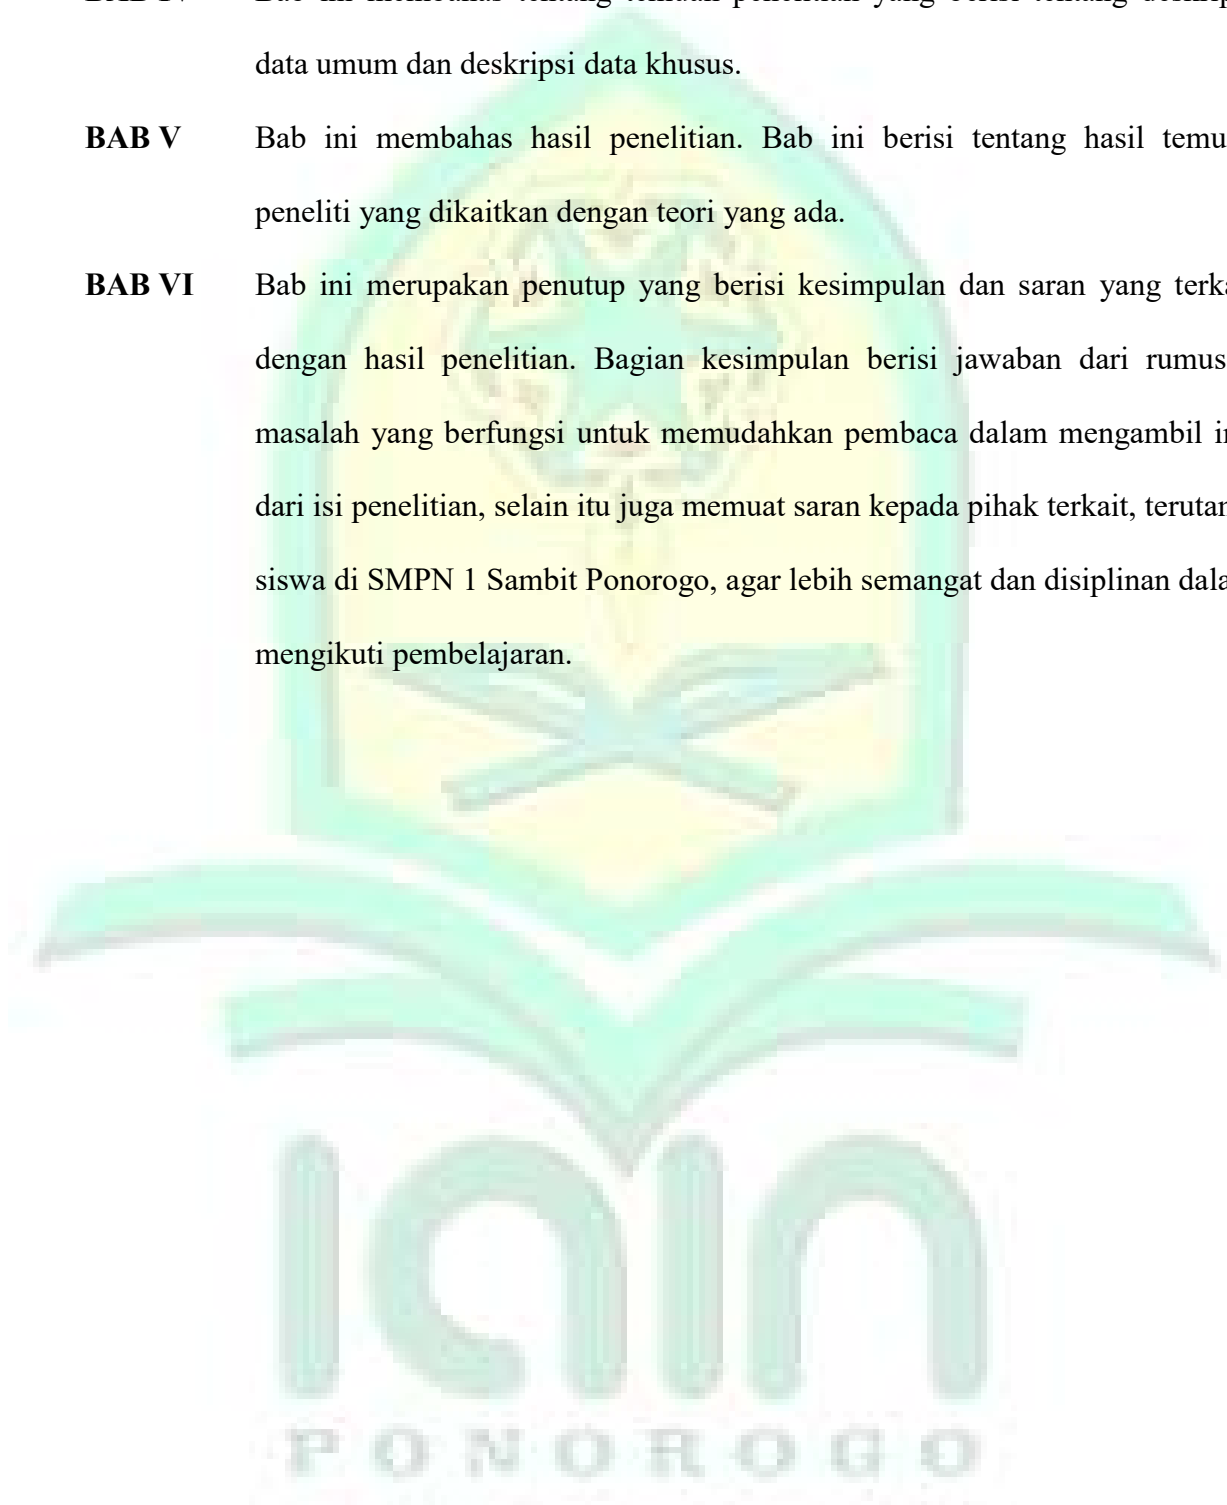 data umum dan deskripsi data khusus.
BAB V Bab ini membahas hasil penelitian. Bab ini berisi tentang hasil temu
peneliti yang dikaitkan dengan teori yang ada.
BAB VI Bab ini merupakan penutup yang berisi kesimpulan dan saran yang terka
dengan hasil penelitian. Bagian kesimpulan berisi jawaban dari rumus
masalah yang berfungsi untuk memudahkan pembaca dalam mengambil in
dari isi penelitian, selain itu juga memuat saran kepada pihak terkait, terutam
siswa di SMPN 1 Sambit Ponorogo, agar lebih semangat dan disiplinan dala
mengikuti pembelajaran.
iain
PONOROGO